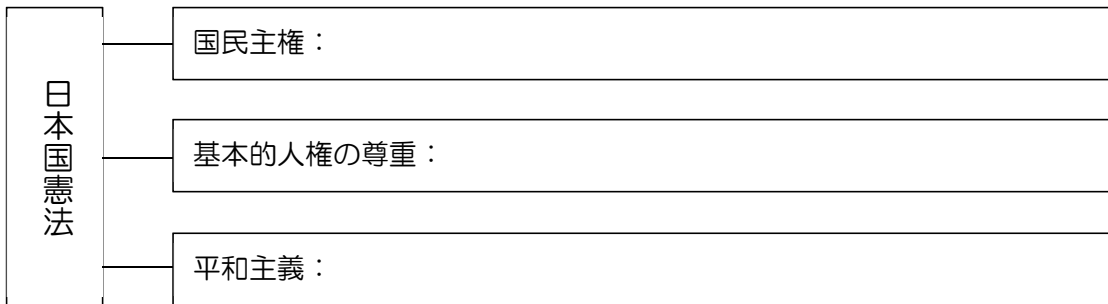 日本国憲法
国民主権：
基本的人権の尊重：
平和主義：